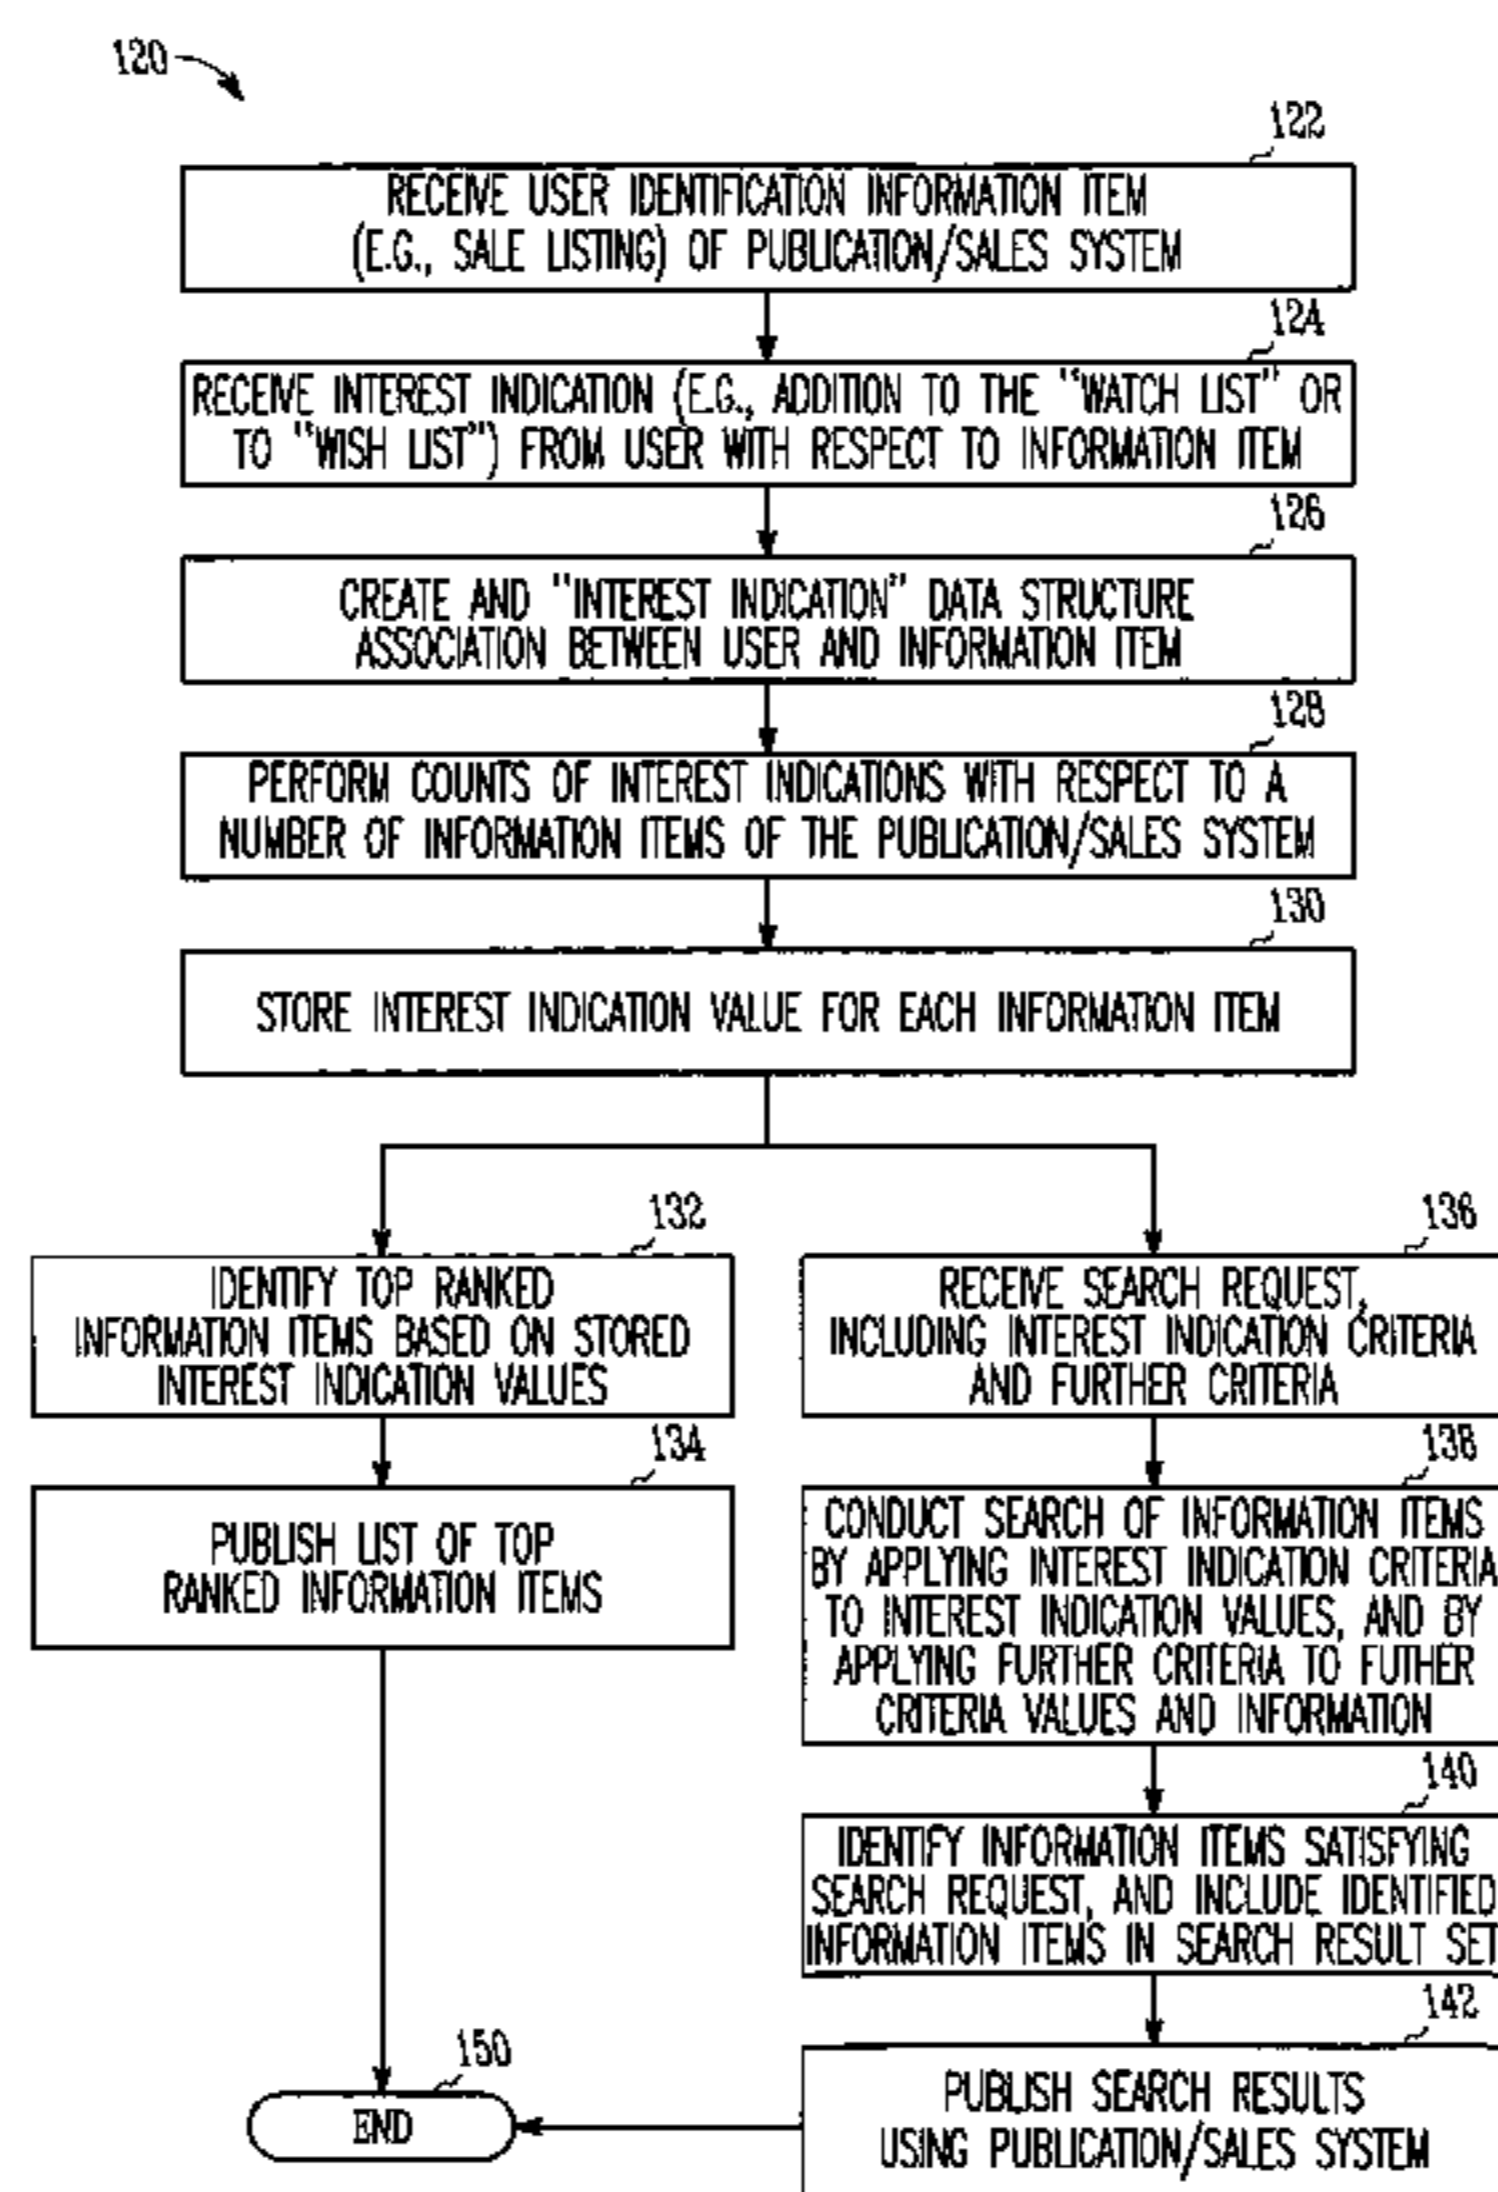 120
122
RECEIVE USER IDENTIFICATION INFORMATION ITEM
(E.G., SALE LISTING) OF PUBLICATION/SALES SYSTEM
124
RECEIVE INTEREST INDICATION (E.G., ADDITION TO THE "WATCH LIST" OR
TO "WISH LIST") FROM USER WITH RESPECT TO INFORMATION ITEM
126
CREATE AND "INTEREST INDICATION" DATA STRUCTURE
ASSOCIATION BETWEEN USER AND INFORMATION ITEM
128
PERFORM COUNTS OF INTEREST INDICATIONS WITH RESPECT TO A
NUMBER OF INFORMATION ITEMS OF THE PUBLICATION/SALES SYSTEM
130
STORE INTEREST INDICATION VALUE FOR EACH INFORMATION ITEM
132
IDENTIFY TOP RANKED
INFORMATION ITEMS BASED ON STORED
INTEREST INDICATION VALUES
134
PUBLISH LIST OF TOP
RANKED INFORMATION ITEMS
136
RECEIVE SEARCH REQUEST,
INCLUDING INTEREST INDICATION CRITERIA
AND FURTHER CRITERIA
138
CONDUCT SEARCH OF INFORMATION ITEMS
BY APPLYING INTEREST INDICATION CRITERIA
TO INTEREST INDICATION VALUES, AND BY
APPLYING FURTHER CRITERIA TO FUTHER
CRITERIA VALUES AND INFORMATION
140
IDENTIFY INFORMATION ITEMS SATISFYING
SEARCH REQUEST, AND INCLUDE IDENTIFIED
INFORMATION ITEMS IN SEARCH RESULT SET
142
PUBLISH SEARCH RESULTS
USING PUBLICATION/SALES SYSTEM
150
END